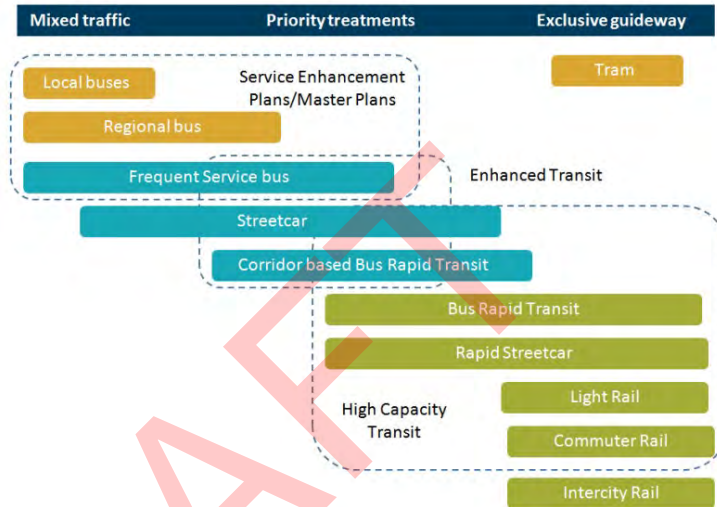 Mixed traffic
Priority treatments
Exclusive guideway
Local buses
Service Enhancement
Plans/Master Plans
Tram
Regional bus
Frequent Service bus
Enhanced Transit
Streetcar
Corridor based Bus Rapid Transit
Bus Rapid Transit
Rapid Streetcar
Light Rail
High Capacity
Transit
Commuter Rail
Intercity Rail
AFT